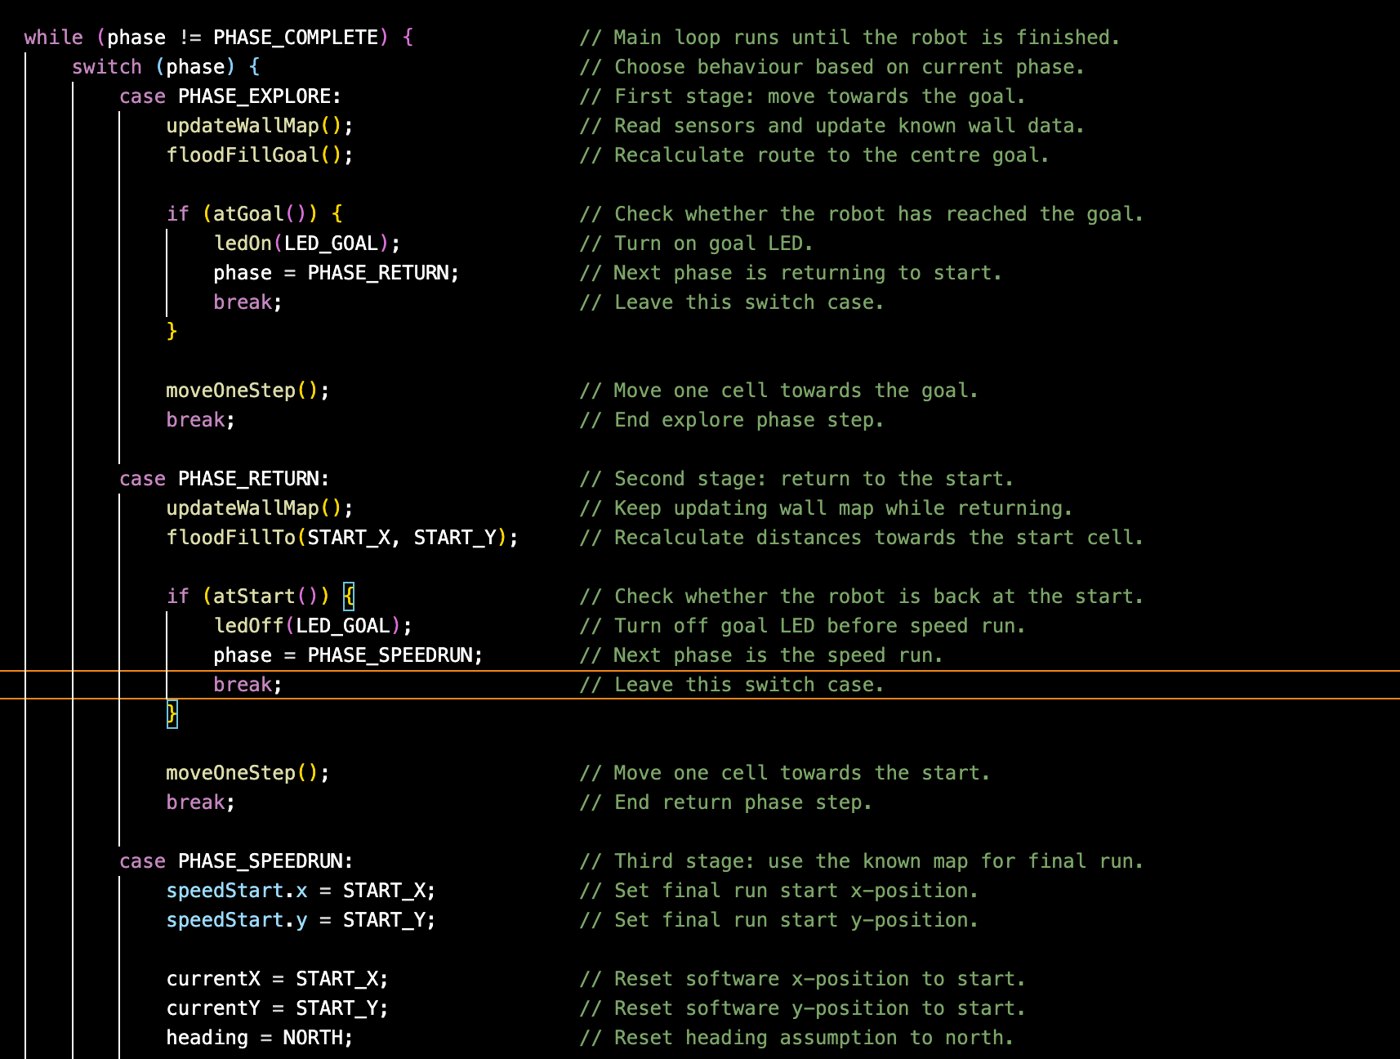 while (phase != PHASE_COMPLETE) { // Main loop runs until the robot is finished.
switch (phase) { // Choose behaviour based on current phase.
case PHASE_EXPLORE: // First stage: move towards the goal.
updateWallMap(); // Read sensors and update known wall data.
floodFillGoal(); // Recalculate route to the centre goal.
if (atGoal()) { // Check whether the robot has reached the goal.
ledOn(LED_GOAL); // Turn on goal LED.
phase = PHASE_RETURN; // Next phase is returning to start.
break; // Leave this switch case.
}
moveOneStep(); // Move one cell towards the goal.
break; // End explore phase step.
case PHASE_RETURN: // Second stage: return to the start.
updateWallMap(); // Keep updating wall map while returning.
floodFillTo(START_X, START_Y); // Recalculate distances towards the start cell.
if (atStart()) { // Check whether the robot is back at the start.
ledOff(LED_GOAL); // Turn off goal LED before speed run.
phase = PHASE_SPEEDRUN; // Next phase is the speed run.
break; // Leave this switch case.
}
moveOneStep(); // Move one cell towards the start.
break; // End return phase step.
case PHASE_SPEEDRUN: // Third stage: use the known map for final run.
speedStart.x = START_X; // Set final run start x-position.
speedStart.y = START_Y; // Set final run start y-position.
currentX = START_X; // Reset software x-position to start.
currentY = START_Y; // Reset software y-position to start.
heading = NORTH; // Reset heading assumption to north.